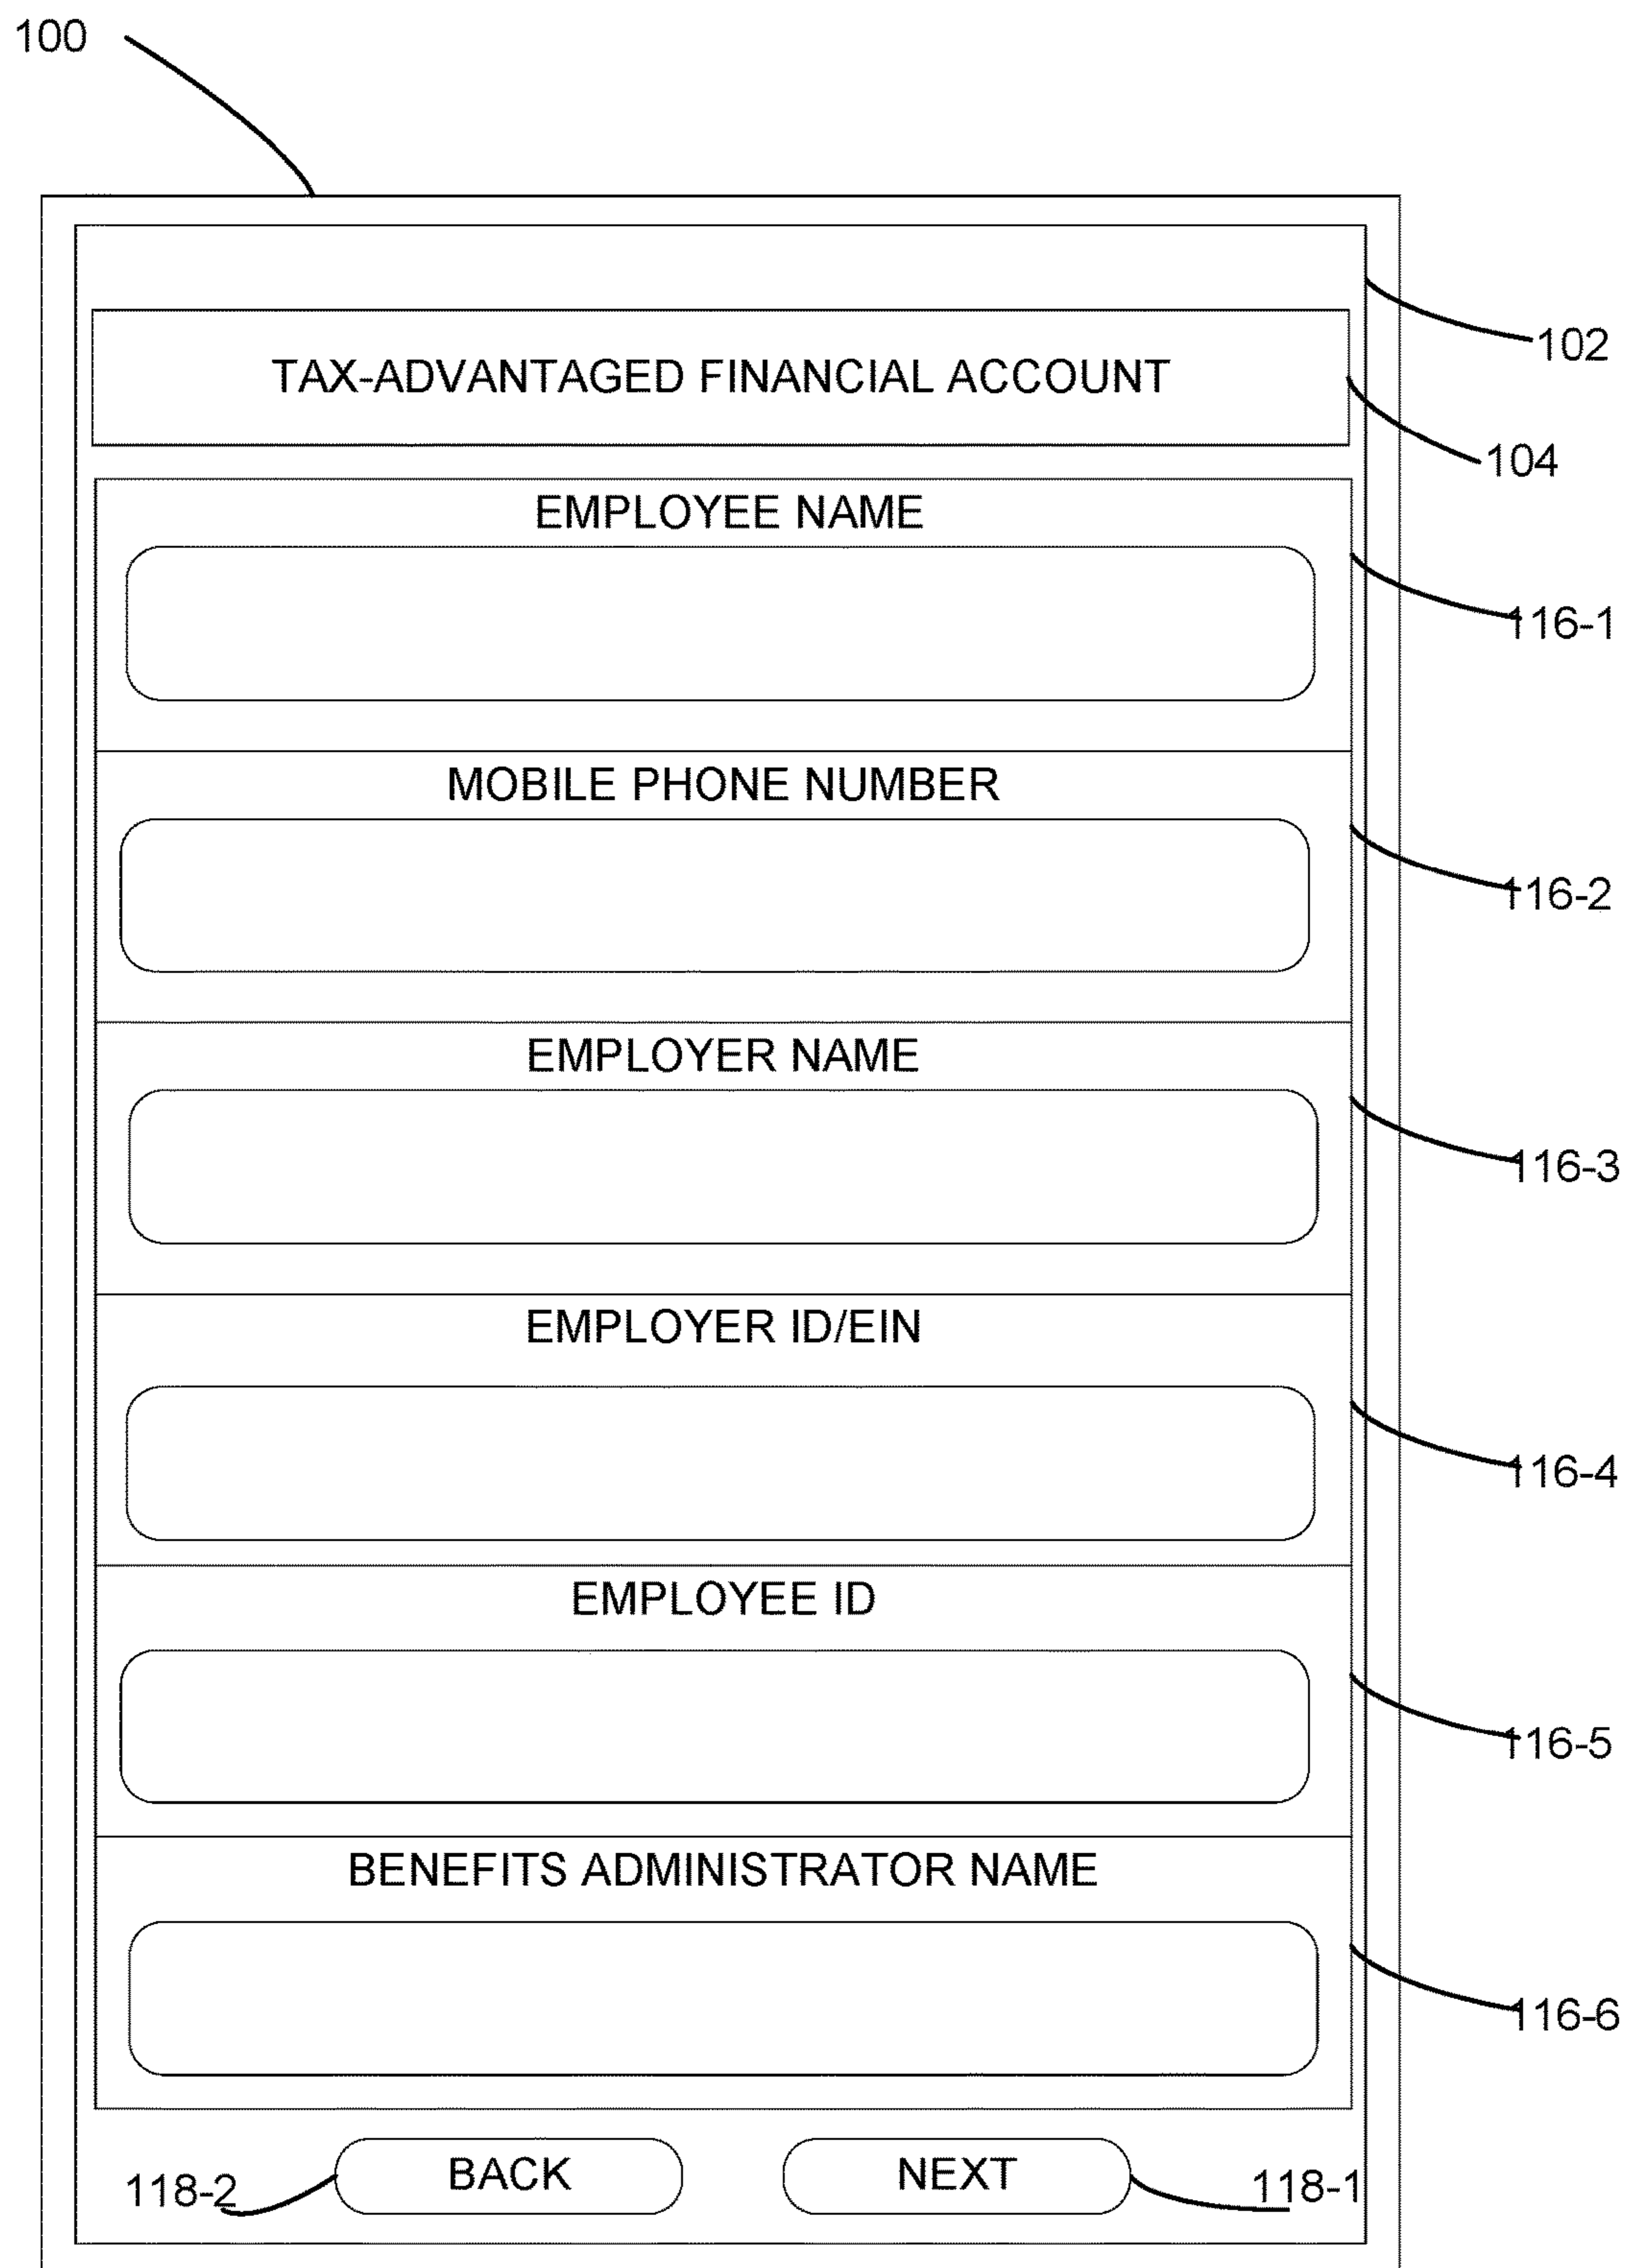 100
102
TAX-ADVANTAGED FINANCIAL ACCOUNT
104
EMPLOYEE NAME
116-1
MOBILE PHONE NUMBER
116-2
EMPLOYER NAME
116-3
EMPLOYER ID/EIN
116-4
EMPLOYEE ID
116-5
BENEFITS ADMINISTRATOR NAME
116-6
118-2 BACK NEXT 118-1